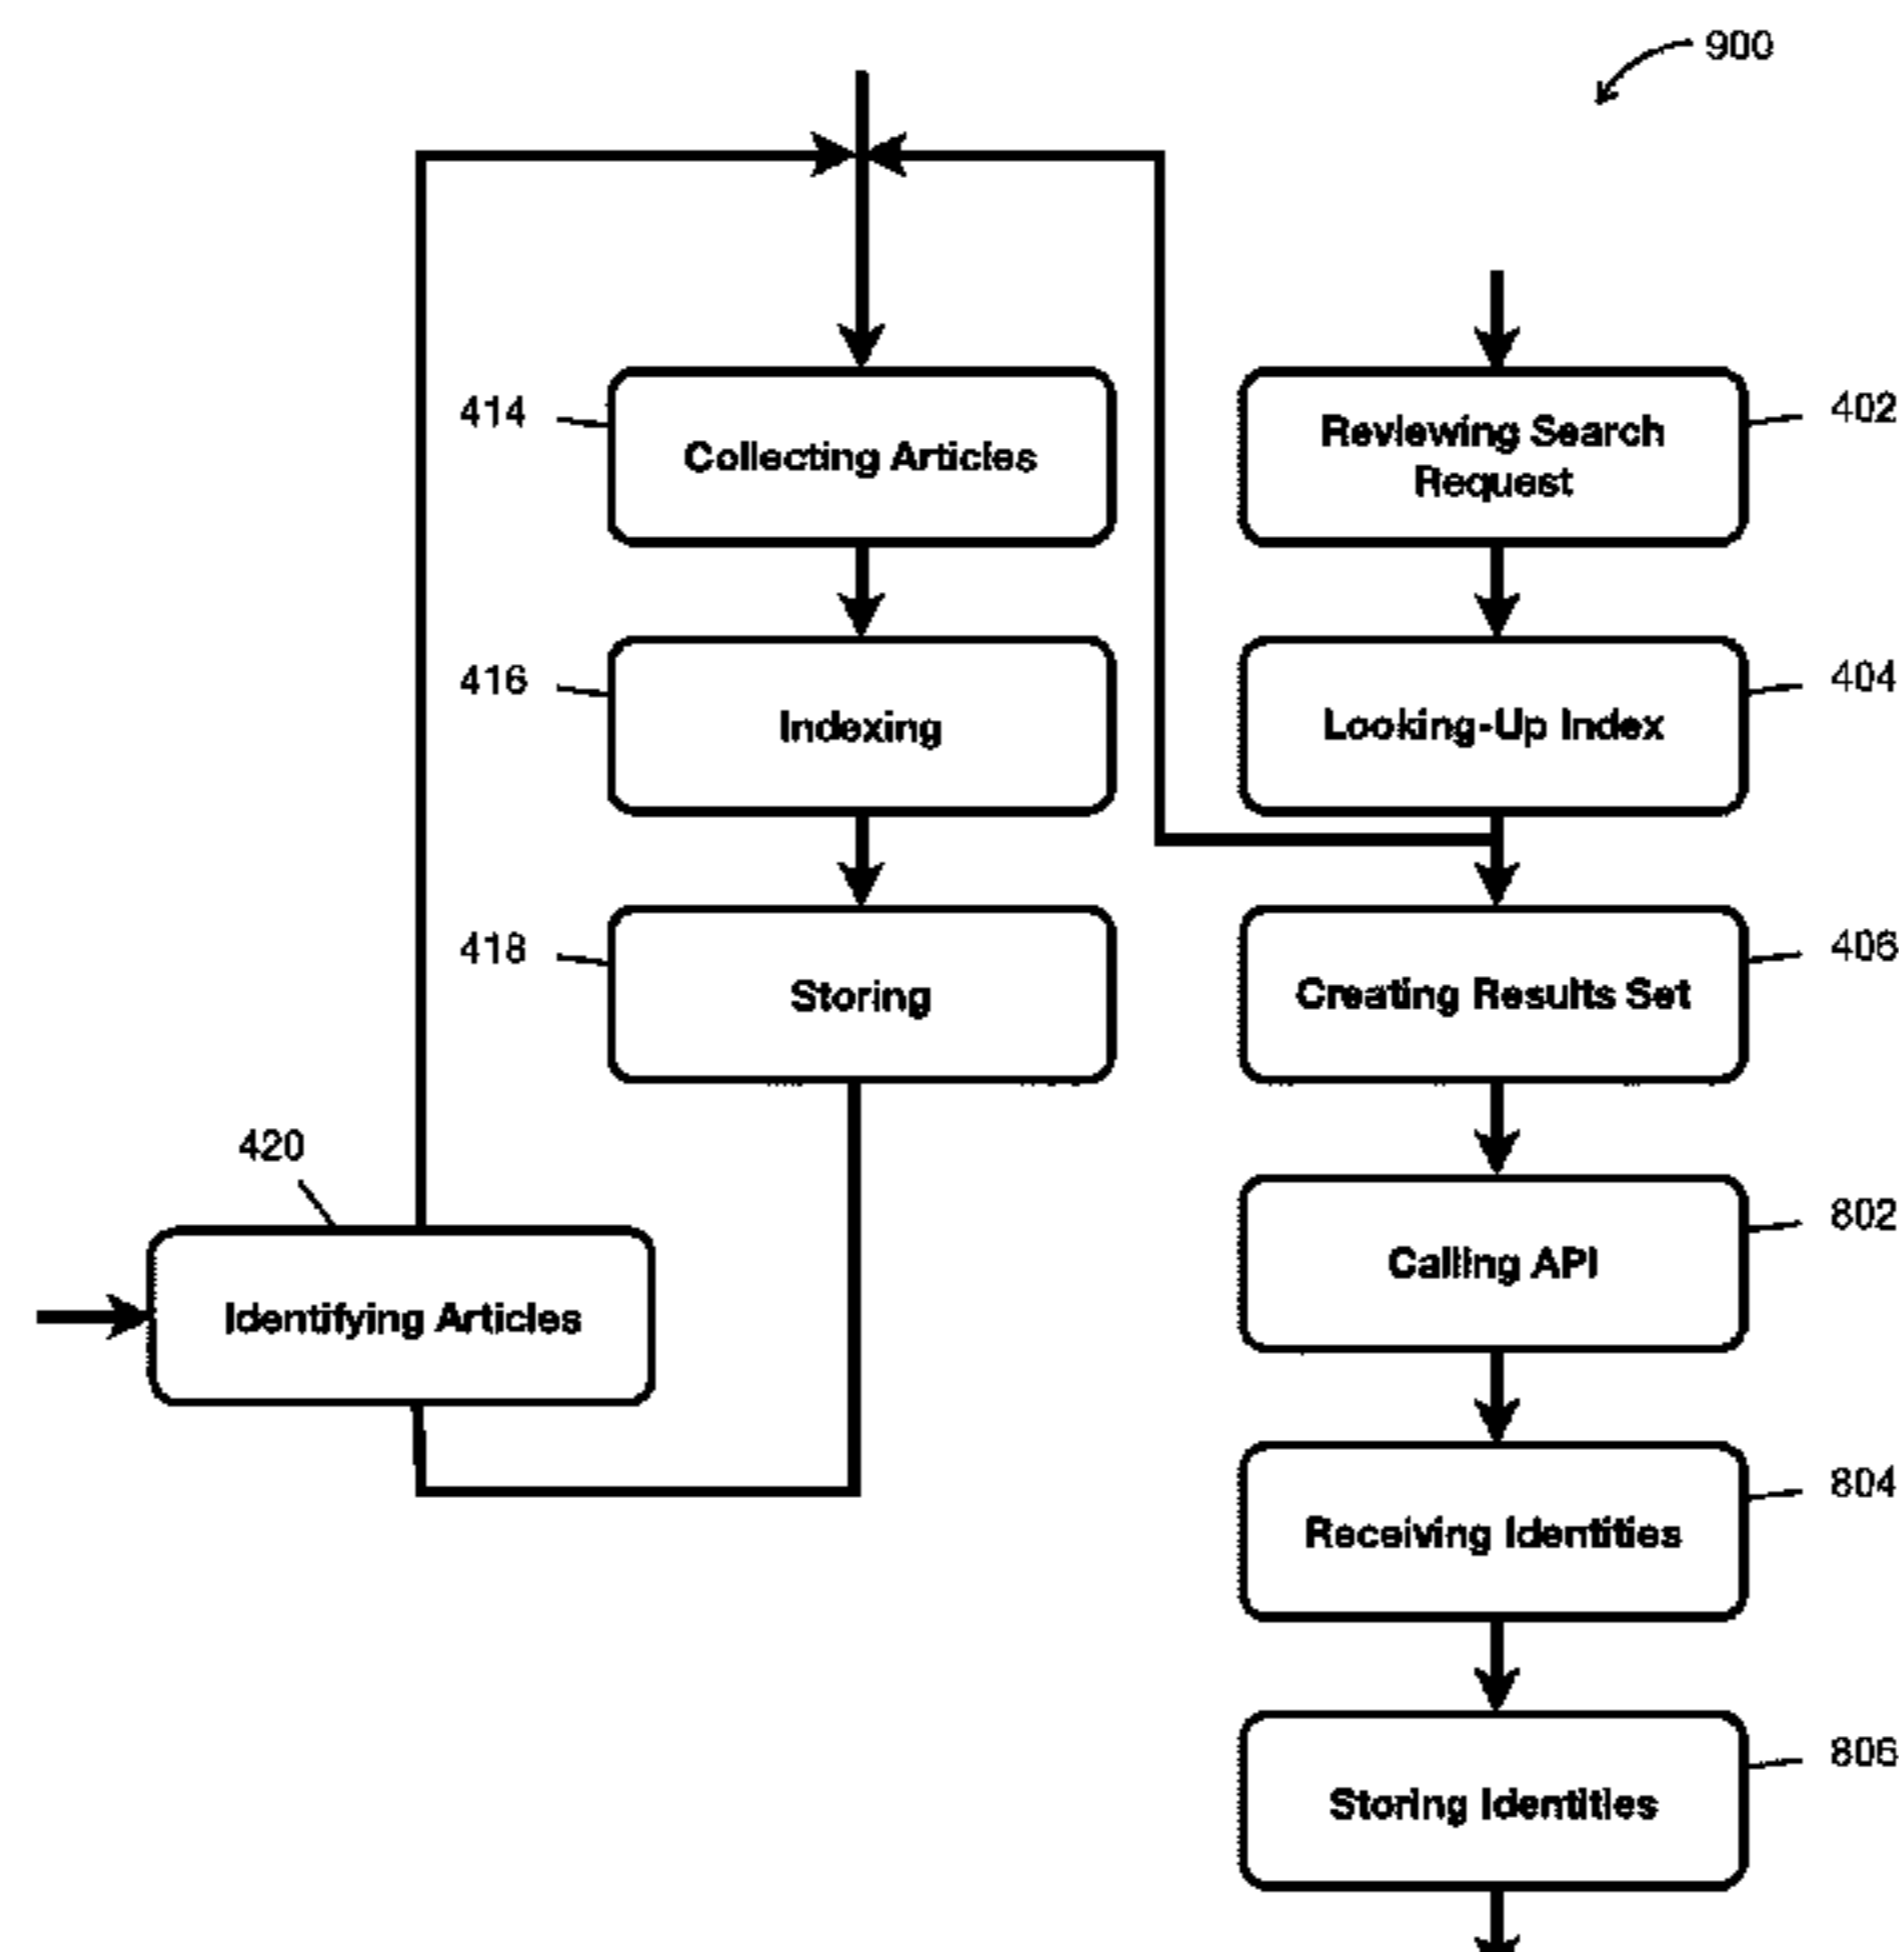 900
414
Collecting Articles
Reviewing Search
Request
402
416
Indexing
Looking-Up Index
404
418
Storing
Creating Results Set
406
420
Identifying Articles
Calling API
802
Receiving Identities
804
Storing Identities
806